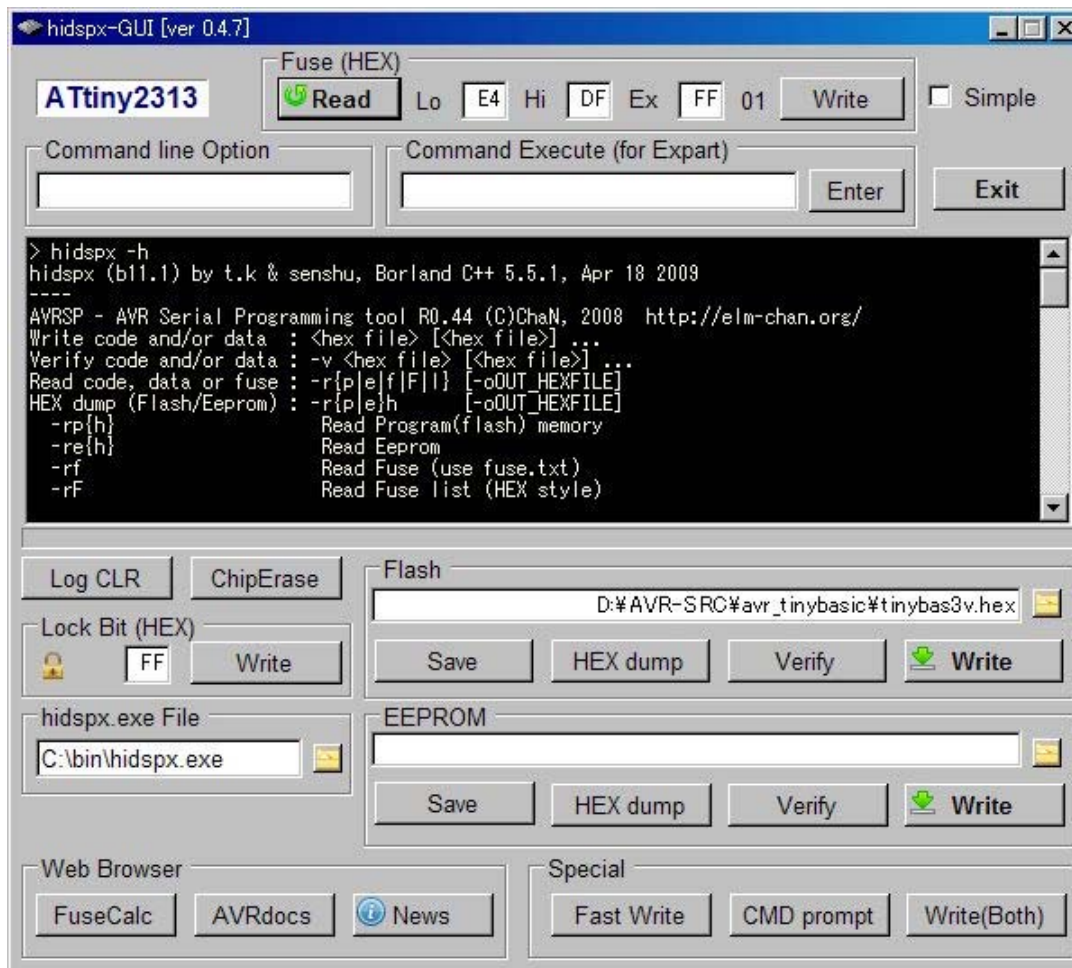 hidspx-GUI [ver 0.4.7]
Fuse (HEX)
ATtiny2313 Read Lo E4 Hi DF Ex FF 01 Write Simple
Command line Option Command Execute (for Expart)
Enter Exit
> hidspx -h
hidspx (b11.1) by t.k & senshu, Borland C++ 5.5.1, Apr 18 2009
----
AVRSP - AVR Serial Programming tool R0.44 (C)ChaN, 2008 http://elm-chan.org/
Write code and/or data : <hex file> [<hex file>] ...
Verify code and/or data : -v <hex file> [<hex file>] ...
Read code, data or fuse : -r{p|e|f|F|l} [-oOUT_HEXFILE]
HEX dump (Flash/Eeprom) : -r{p|e}h [-oOUT_HEXFILE]
-rp{h} Read Program(flash) memory
-re{h} Read Eeprom
-rf Read Fuse (use fuse.txt)
-rF Read Fuse list (HEX style)
Log CLR ChipErase
Flash
D:¥AVR-SRC¥avr_tinybasic¥tinybas3v.hex
Lock Bit (HEX)
FF Write
Save HEX dump Verify Write
hidspx.exe File
C:\bin\hidspx.exe
EEPROM
Save HEX dump Verify Write
Web Browser
FuseCalc AVRdocs News
Special
Fast Write CMD prompt Write(Both)